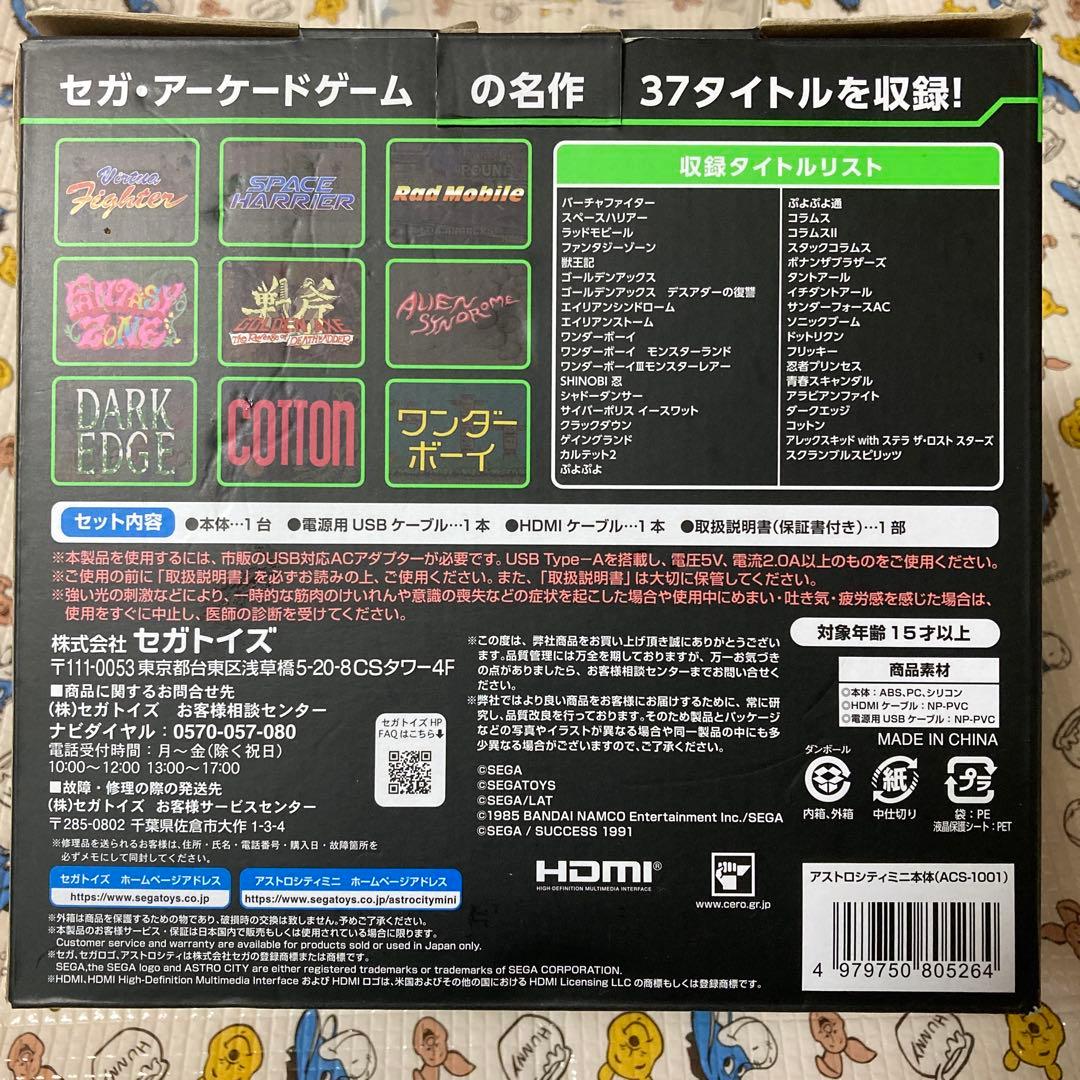 セガ・アーケードゲーム の名作 37タイトルを収録!
Virtua Fighter
SPACE HARRIER
Rad Mobile
FANTASY ZONE
戦斧
GOLDEN AXE
The Revenge of DEATH ADDER
ALIEN SYNDROME
DARK EDGE
COTTON
ワンダーボーイ
収録タイトルリスト
バーチャファイター
スペースハリアー
ラッドモビール
ファンタジーゾーン
獣王記
ゴールデンアックス
ゴールデンアックス デスアダーの復讐
エイリアンシンドローム
エイリアンストーム
ワンダーボーイ
ワンダーボーイ モンスターランド
ワンダーボーイⅢモンスターレアー
SHINOBI 忍
シャドーダンサー
サイバーポリス イースワット
クラックダウン
ゲイングランド
カルテット2
ぷよぷよ
ぷよぷよ通
コラムス
コラムスII
スタックコラムス
ボナンザブラザーズ
タントアール
イチダントアール
サンダーフォースAC
ソニックブーム
ドットリクン
フリッキー
忍者プリンセス
青春スキャンダル
アラビアンファイト
ダークエッジ
コットン
アレックスキッド with ステラ ザ・ロスト スターズ
スクランブルスピリッツ
セット内容 ●本体…1台 ●電源用 USB ケーブル…1本 ●HDMI ケーブル…1本 ●取扱説明書(保証書付き)…1部
※本製品を使用するには、市販のUSB対応ACアダプターが必要です。USB Type-Aを搭載し、電圧5V、電流2.0A以上のものをご使用ください。
※ご使用の前に「取扱説明書」を必ずお読みの上、ご使用ください。また、「取扱説明書」は大切に保管してください。
※強い光の刺激などにより、一時的な筋肉のけいれんや意識の喪失などの症状を起こした場合や使用中にめまい・吐き気・疲労感を感じた場合は、
使用をすぐに中止し、医師の診断を受けてください。
株式会社 セガトイズ
〒111-0053 東京都台東区浅草橋5-20-8 CSタワー4F
■商品に関するお問合せ先
(株)セガトイズ お客様相談センター
ナビダイヤル:0570-057-080
電話受付時間:月~金(除く祝日)
10:00~12:00 13:00~17:00
■故障・修理の際の発送先
(株)セガトイズ お客様サービスセンター
〒285-0802 千葉県佐倉市大作 1-3-4
※修理品を送られるお客様は、住所・氏名・電話番号・購入日・故障箇所を
必ずメモにして同封してください。
セガトイズ HP
FAQ はこちら
※この度は、弊社商品をお買い上げ頂き誠にありがとうござい
ます。品質管理には万全を期しておりますが、万一お気づき
の点がありましたら、お客様相談センターまでお問い合せく
ださい。
※弊社ではより良い商品をお客様にお届けするために、常に研
究し、品質改良を行っております。そのため製品とパッケージ
などの写真やイラストが異なる場合や同一製品の中にも多
少異なる場合がございますので、ご了承ください。
©SEGA
©SEGATOYS
©SEGA/LAT
©1985 BANDAI NAMCO Entertainment Inc./SEGA
©SEGA / SUCCESS 1991
対象年齢 15才以上
商品素材
◎本体:ABS、PC、シリコン
◎HDMIケーブル:NP-PVC
◎電源用 USB ケーブル:NP-PVC
MADE IN CHINA
ダンボール
内箱、外箱
紙
中仕切り
プラ
袋:PE
液晶保護シート:PET
セガトイズ ホームページアドレス
https://www.segatoys.co.jp
アストロシティミニ ホームページアドレス
https://www.segatoys.co.jp/astrocitymini
HDMI®
HIGH-DEFINITION MULTIMEDIA INTERFACE
www.cero.gr.jp
アストロシティミニ本体(ACS-1001)
4 979750 805264
※外箱は商品を保護するための物であり、破損時の交換は致しません。予めご了承ください。
※本製品のお客様サービス・保証は日本国内で販売もしくは使用されている場合に限ります。
Customer service and warranty are available for products sold or used in Japan only.
※セガ、セガロゴ、アストロシティは株式会社セガの登録商標または商標です。
SEGA,the SEGA logo and ASTRO CITY are either registered trademarks or trademarks of SEGA CORPORATION.
※HDMI、HDMI High-Definition Multimedia Interface および HDMI ロゴは、米国およびその他の国における HDMI Licensing LLC の商標もしくは登録商標です。
HUNNY